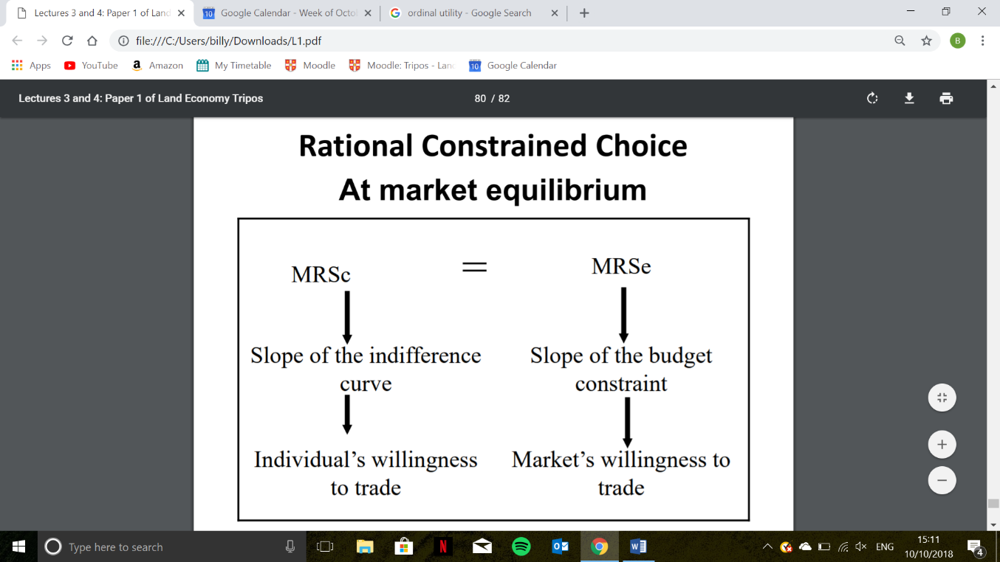 Lectures 3 and 4: Paper 1 of Land
10 Google Calendar - Week of Octo
G ordinal utility - Google Search
file:///C:/Users/billy/Downloads/L1.pdf
B
Apps YouTube a Amazon My Timetable Moodle Moodle: Tripos - Lan 10 Google Calendar
Lectures 3 and 4: Paper 1 of Land Economy Tripos 80 / 82
Rational Constrained Choice
At market equilibrium
MRSc = MRSe
Slope of the indifference
curve
Slope of the budget
constraint
Individual's willingness
to trade
Market's willingness to
trade
Type here to search
N
W
ENG
15:11
10/10/2018
4